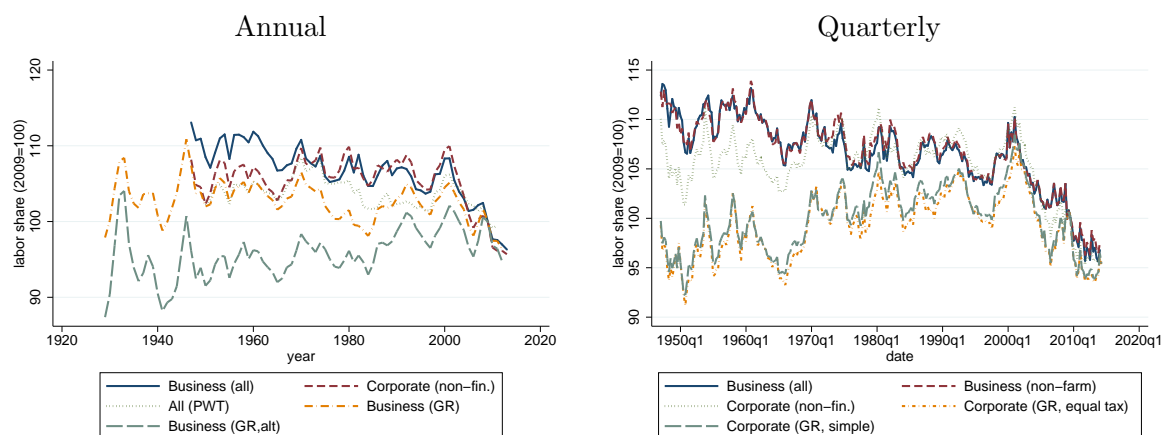 Annual
120
110
100
90
labor share (2009=100)
1920
1940
1960
1980
2000
2020
year
Business (all)
Corporate (non−fin.)
All (PWT)
Business (GR)
Business (GR,alt)
Quarterly
115
110
105
100
95
90
labor share (2009=100)
1950q1
1960q1
1970q1
1980q1
1990q1
2000q1
2010q1
2020q1
date
Business (all)
Business (non−farm)
Corporate (non−fin.)
Corporate (GR, equal tax)
Corporate (GR, simple)